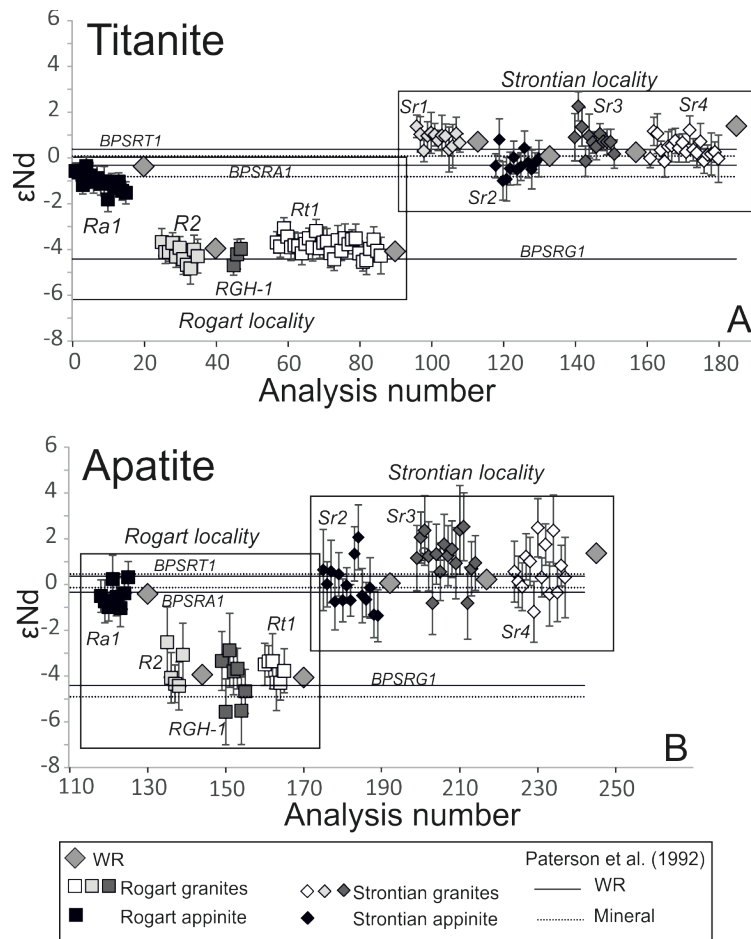 6
4
2
0
-2
-4
-6
-8
εNd
Titanite
Strontian locality
Sr1
Sr3
Sr4
BPSRT1
BPSRA1
Sr2
Ra1
R2
Rt1
BPSRG1
RGH-1
Rogart locality
A
0 20 40 60 80 100 120 140 160 180
Analysis number
6
4
2
0
-2
-4
-6
-8
εNd
Apatite
Strontian locality
Sr2
Sr3
Rogart locality
BPSRT1
BPSRA1
Ra1
Rt1
Sr4
R2
BPSRG1
RGH-1
B
110 130 150 170 190 210 230 250
Analysis number
WR
Paterson et al. (1992)
Rogart granites
Strontian granites
WR
Rogart appinite
Strontian appinite
Mineral